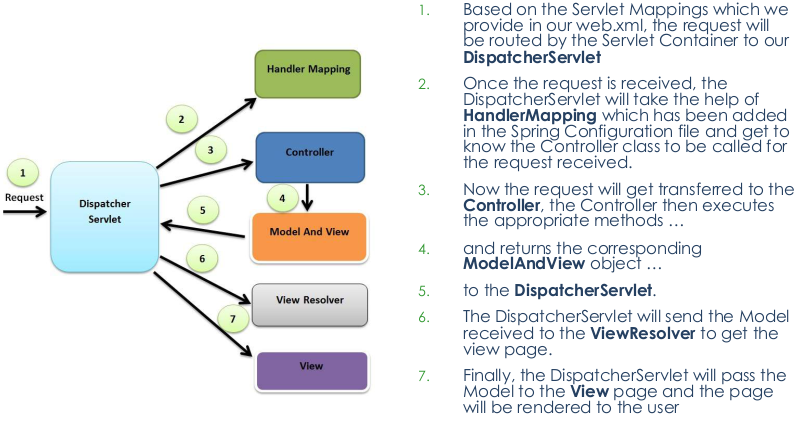 Handler Mapping
2
3
Controller
1
Request
Dispatcher
Servlet
4
5
Model And View
6
View Resolver
7
View
1. Based on the Servlet Mappings which we
provide in our web.xml, the request will
be routed by the Servlet Container to our
DispatcherServlet
2. Once the request is received, the
DispatcherServlet will take the help of
HandlerMapping which has been added
in the Spring Configuration file and get to
know the Controller class to be called for
the request received.
3. Now the request will get transferred to the
Controller, the Controller then executes
the appropriate methods …
4. and returns the corresponding
ModelAndView object …
5. to the DispatcherServlet.
6. The DispatcherServlet will send the Model
received to the ViewResolver to get the
view page.
7. Finally, the DispatcherServlet will pass the
Model to the View page and the page
will be rendered to the user